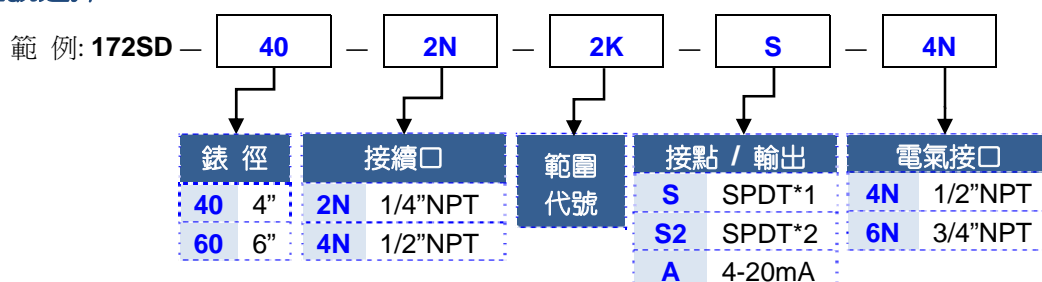 範 例: 172SD — 40 — 2N — 2K — S — 4N
錶 徑 接續口 範圍代號 接點 / 輸出 電氣接口
40 4" 2N 1/4"NPT S SPDT*1 4N 1/2"NPT
60 6" 4N 1/2"NPT S2 SPDT*2 6N 3/4"NPT
A 4-20mA